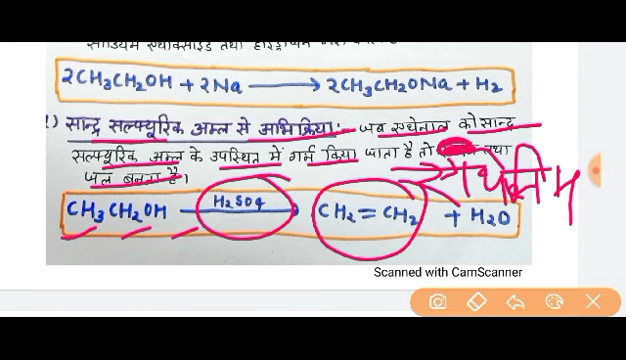 2CH₃CH₂OH + 2Na ⟶ 2CH₃CH₂ONa + H₂
) सान्द्र सल्फ्यूरिक अम्ल से अभिक्रिया:- जब एथेनाल को सान्द्र
सल्फ्यूरिक अम्ल के उपस्थित में गर्म किया जाता है तो तथा
जल बनता है।
CH₃CH₂OH H₂SO₄⟶ CH₂=CH₂ + H₂O
Scanned with CamScanner